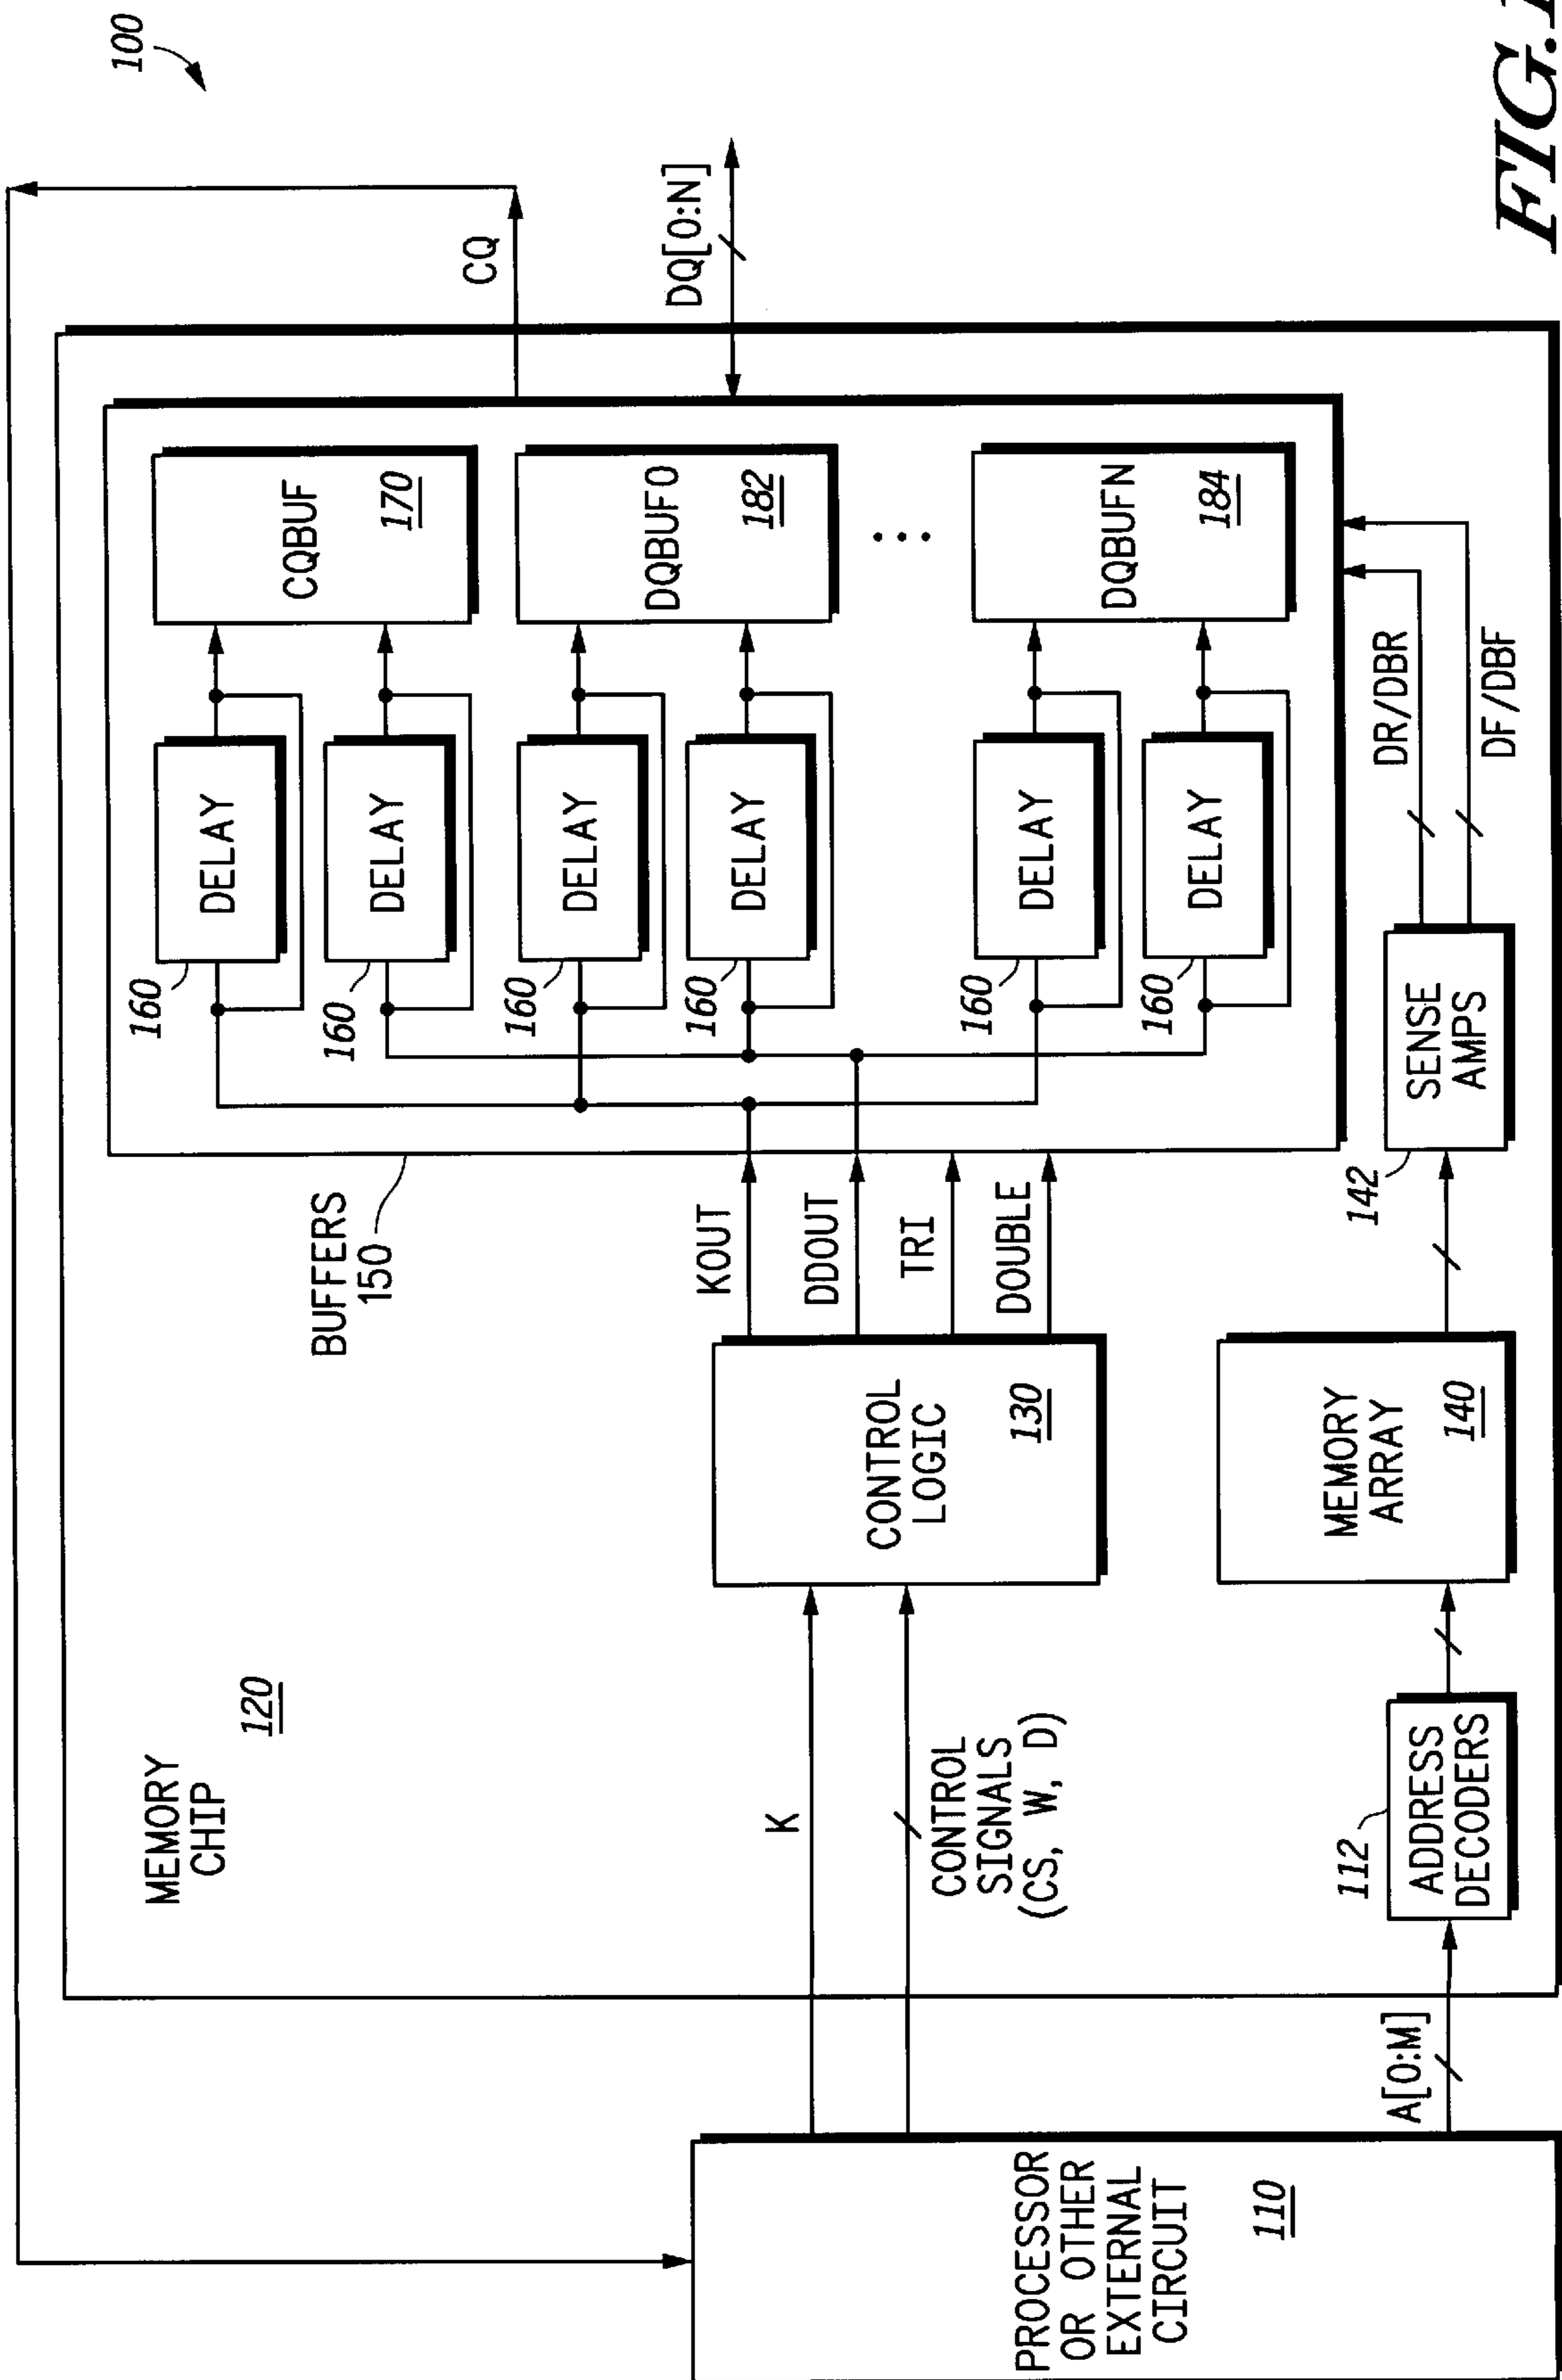 100
CQ
DQ[0:N]
MEMORY
CHIP
120
BUFFERS
150
160
DELAY
160
DELAY
CQBUF
170
160
DELAY
160
DELAY
DQBUF0
182
160
DELAY
160
DELAY
DQBUFN
184
KOUT
DDOUT
TRI
DOUBLE
K
CONTROL
SIGNALS
(CS, W, D)
CONTROL
LOGIC
130
PROCESSOR
OR OTHER
EXTERNAL
CIRCUIT
110
A[0:M]
112
ADDRESS
DECODERS
MEMORY
ARRAY
140
142
SENSE
AMPS
DR/DBR
DF/DBF
FIG.